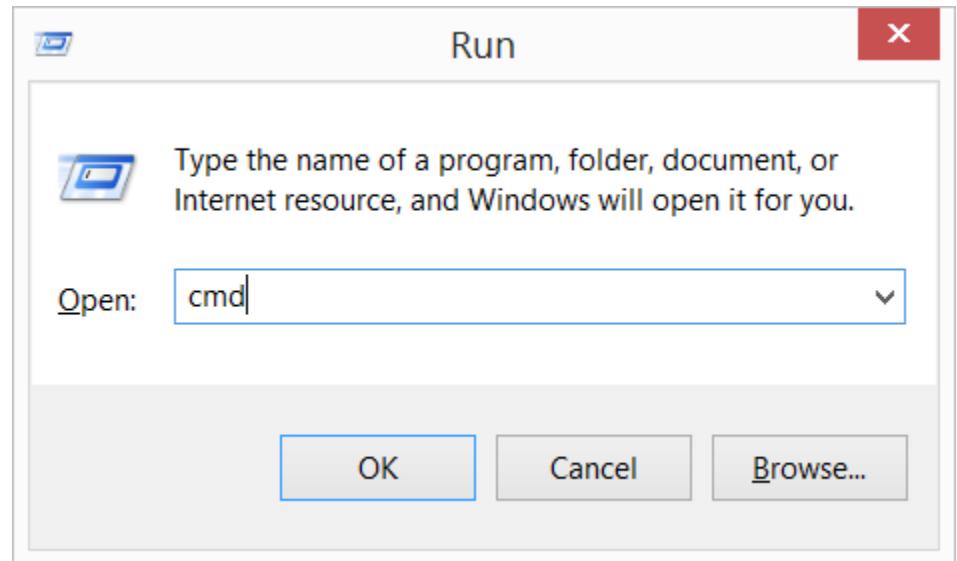 Run
Type the name of a program, folder, document, or
Internet resource, and Windows will open it for you.
Open: cmd
OK Cancel Browse...